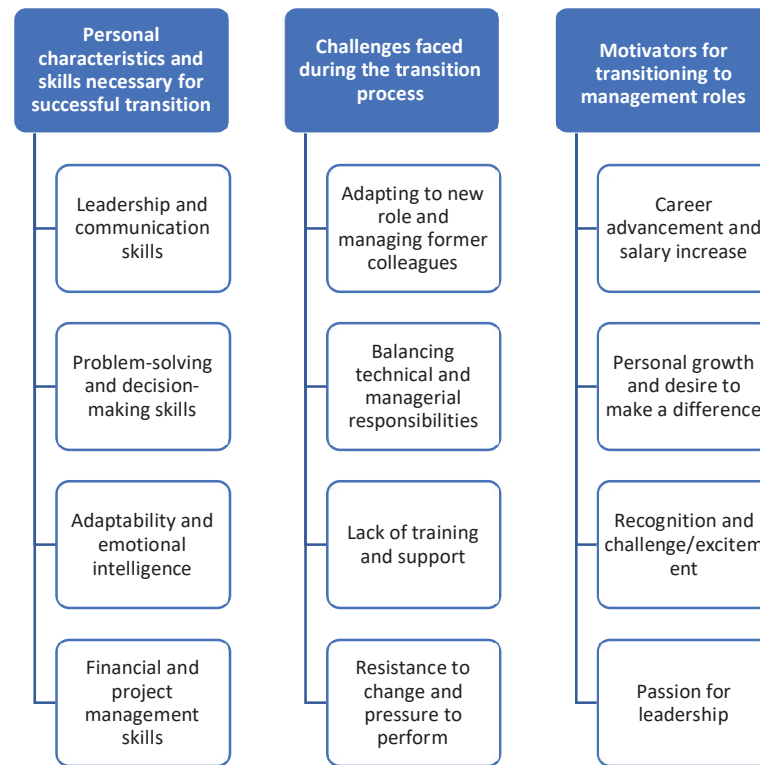 Personal
characteristics and
skills necessary for
successful transition
Leadership and
communication
skills
Problem-solving
and decision-
making skills
Adaptability and
emotional
intelligence
Financial and
project
management
skills
Challenges faced
during the transition
process
Adapting to new
role and
managing former
colleagues
Balancing
technical and
managerial
responsibilities
Lack of training
and support
Resistance to
change and
pressure to
perform
Motivators for
transitioning to
management roles
Career
advancement and
salary increase
Personal growth
and desire to
make a difference
Recognition and
challenge/excitem
ent
Passion for
leadership